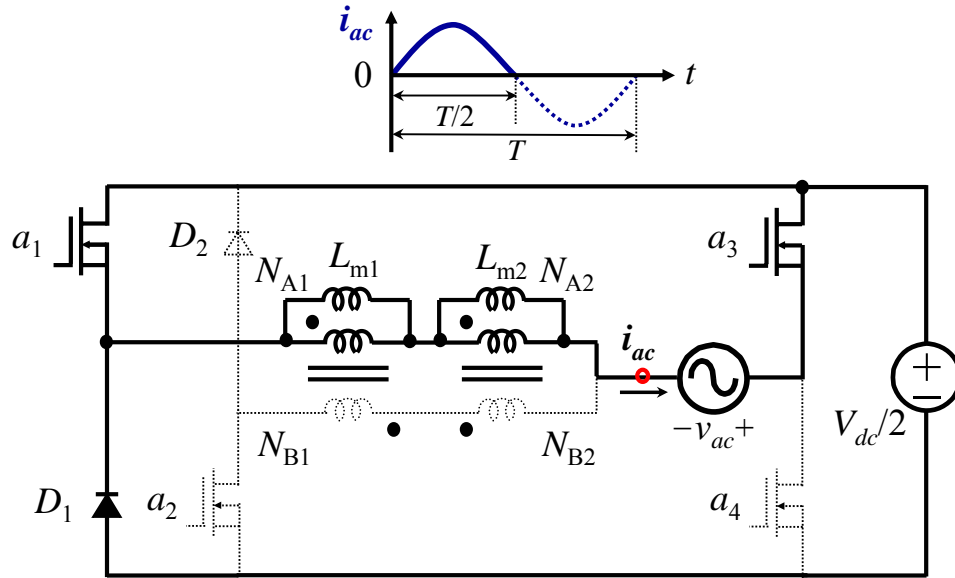 i_ac
0
t
T/2
T
a_1
D_2
N_A1
L_m1
L_m2
N_A2
a_3
i_ac
+
−
V_dc/2
−v_ac+
N_B1
N_B2
D_1
a_2
a_4